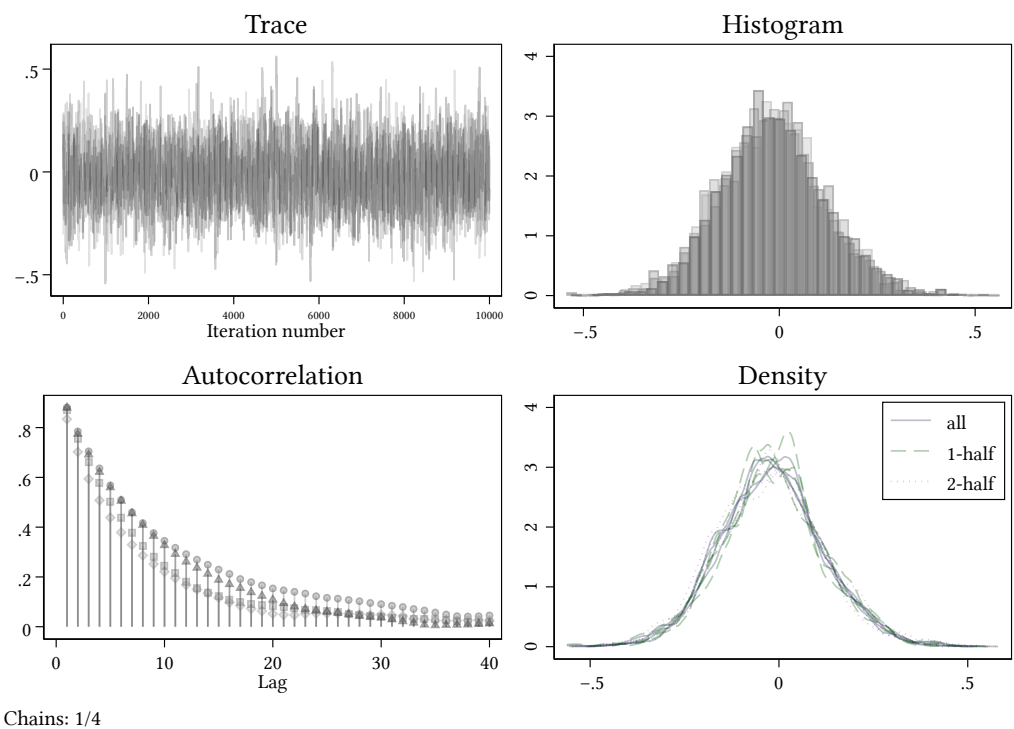 Trace
.5
0
−.5
0 2000 4000 6000 8000 10000
Iteration number
Histogram
4
3
2
1
0
−.5 0 .5
Autocorrelation
.8
.6
.4
.2
0
0 10 20 30 40
Lag
Density
4
3
2
1
0
all
1-half
2-half
−.5 0 .5
Chains: 1/4